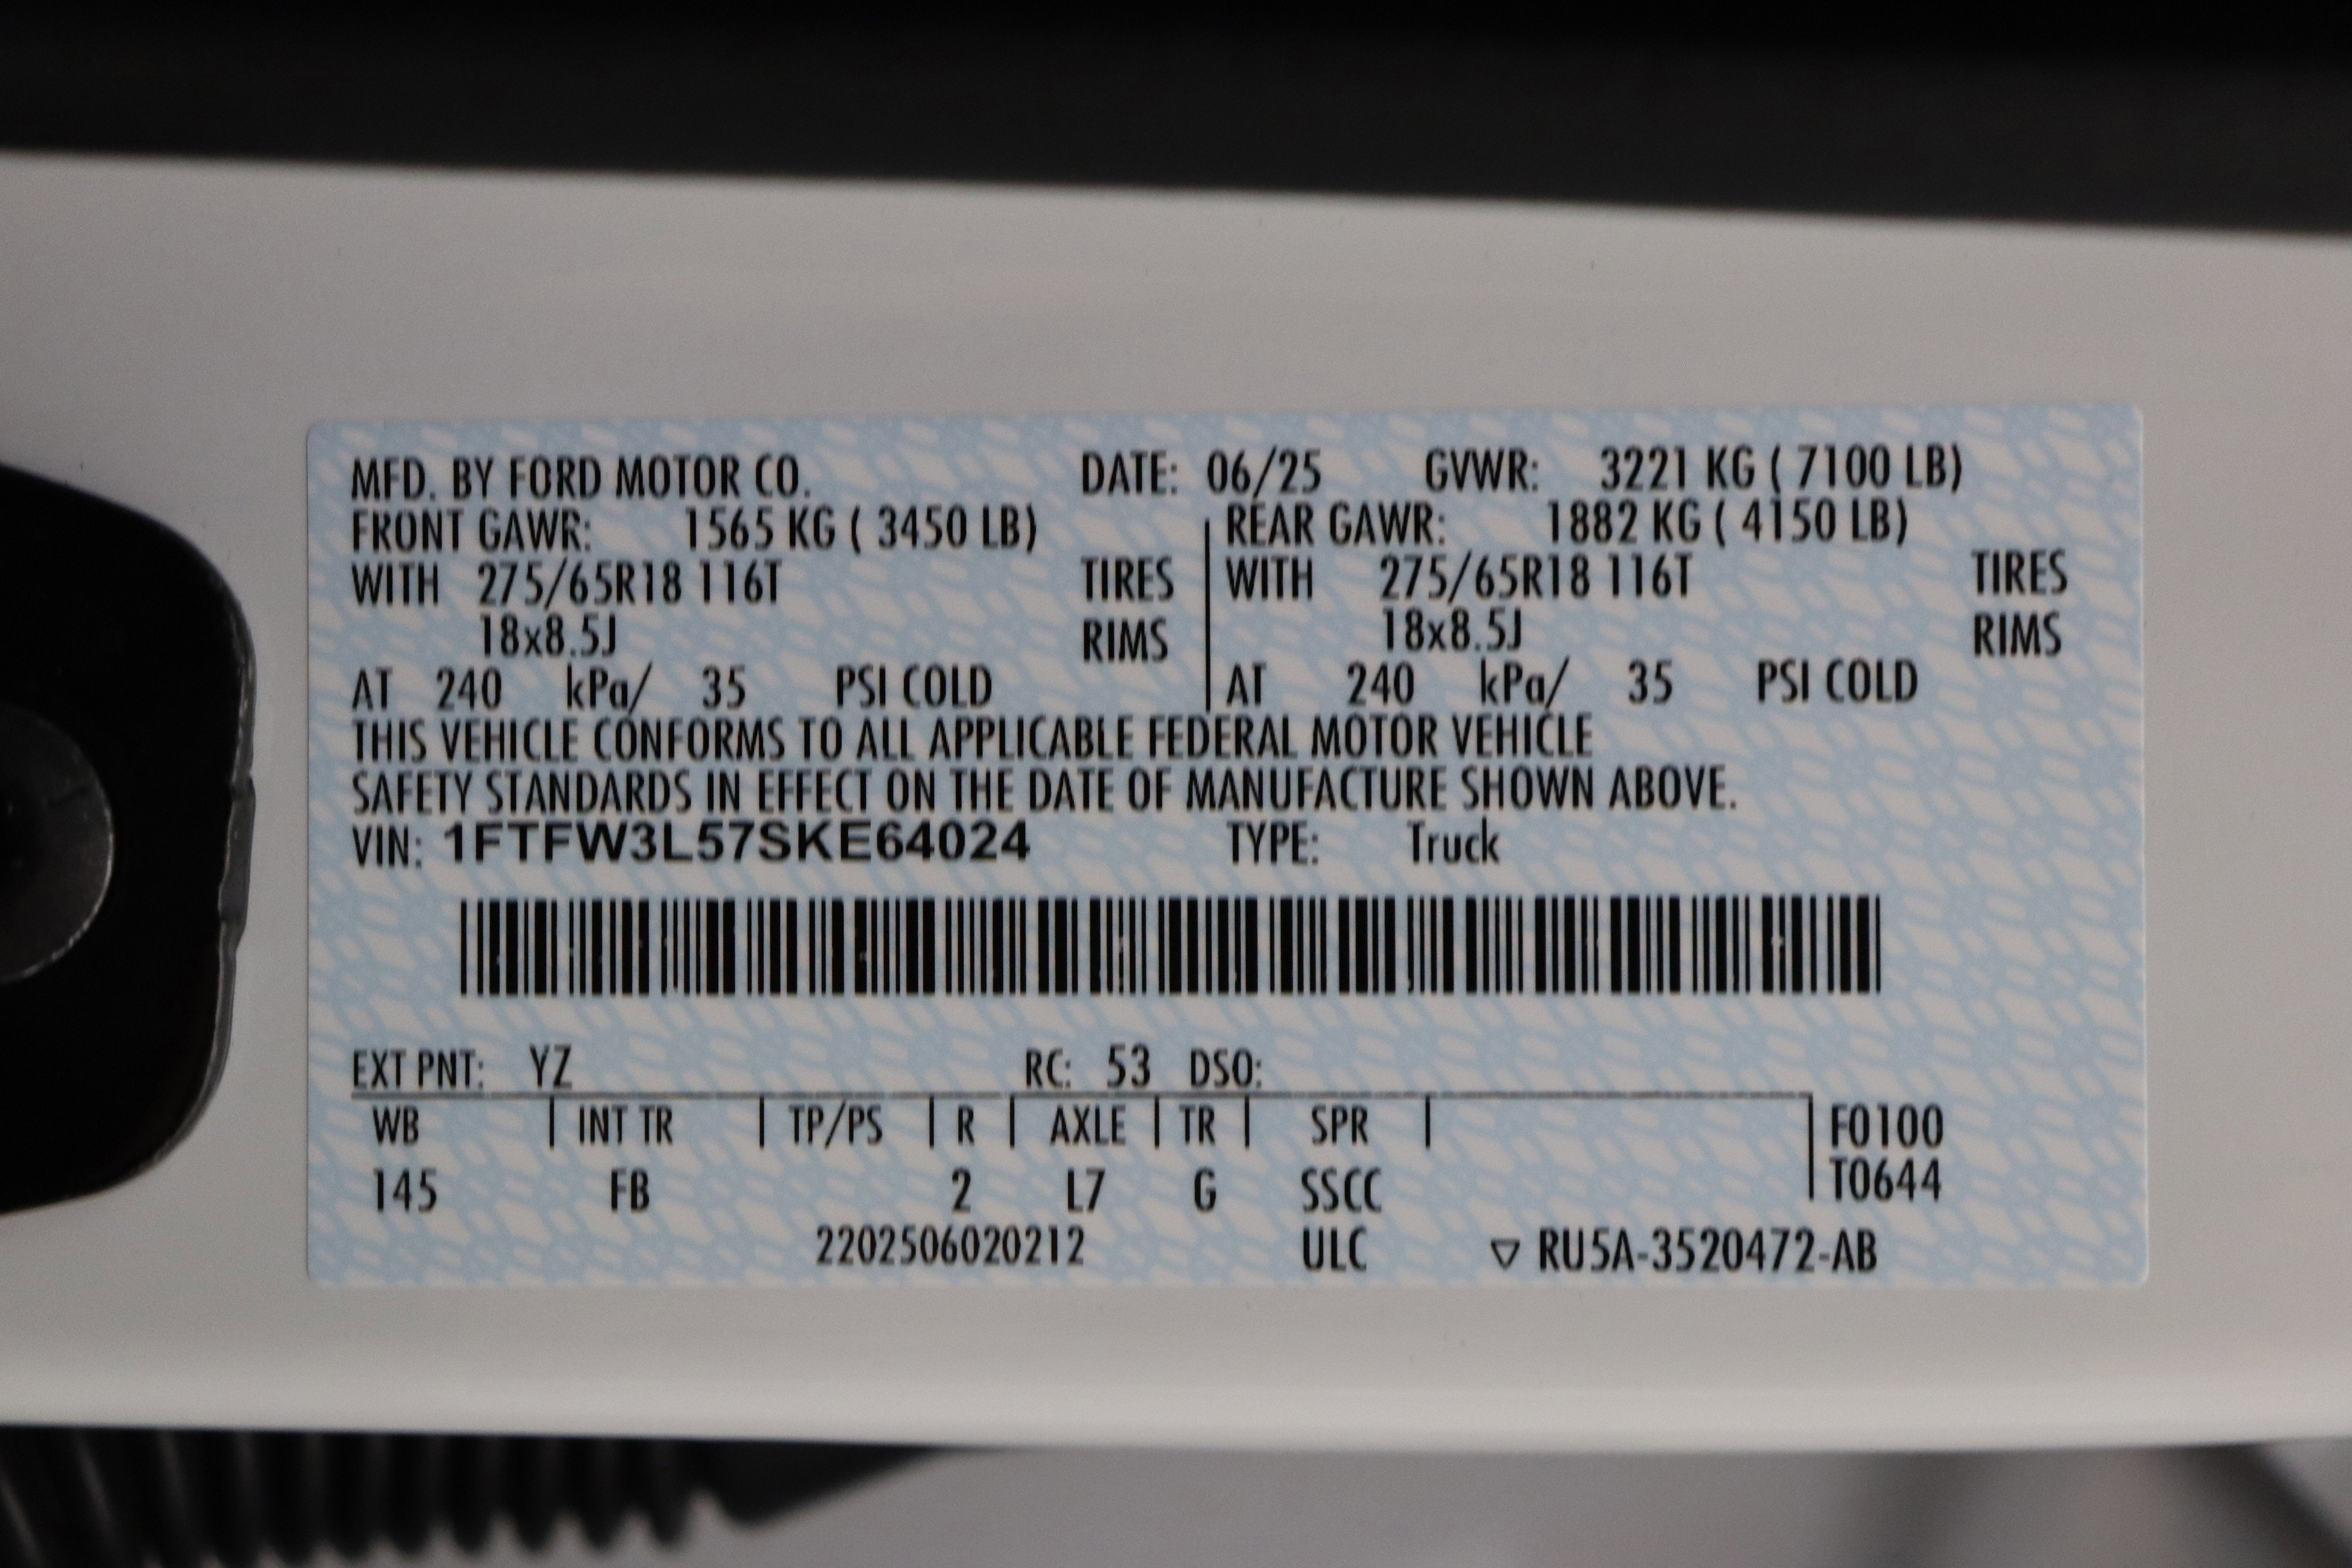 MFD. BY FORD MOTOR CO. DATE: 06/25 GVWR: 3221 KG ( 7100 LB)
FRONT GAWR: 1565 KG ( 3450 LB) REAR GAWR: 1882 KG ( 4150 LB)
WITH 275/65R18 116T TIRES WITH 275/65R18 116T TIRES
18x8.5J RIMS 18x8.5J RIMS
AT 240 kPa/ 35 PSI COLD AT 240 kPa/ 35 PSI COLD
THIS VEHICLE CONFORMS TO ALL APPLICABLE FEDERAL MOTOR VEHICLE
SAFETY STANDARDS IN EFFECT ON THE DATE OF MANUFACTURE SHOWN ABOVE.
VIN: 1FTFW3L57SKE64024 TYPE: Truck
EXT PNT: YZ RC: 53 DSO:
WB INT TR TP/PS R AXLE TR SPR F0100
T0644
145 FB 2 L7 G SSCC
2202506020212 ULC ▽ RU5A-3520472-AB